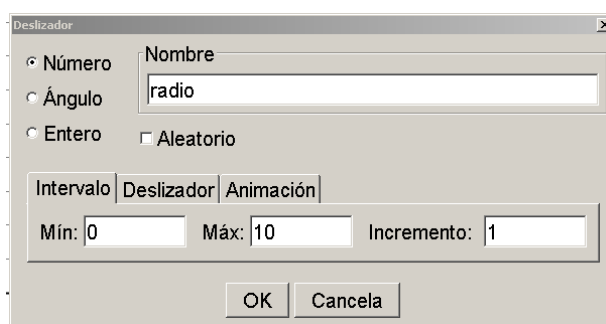 Deslizador
Número
Nombre
radio
Ángulo
Entero
Aleatorio
Intervalo Deslizador Animación
Mín: 0 Máx: 10 Incremento: 1
OK Cancela